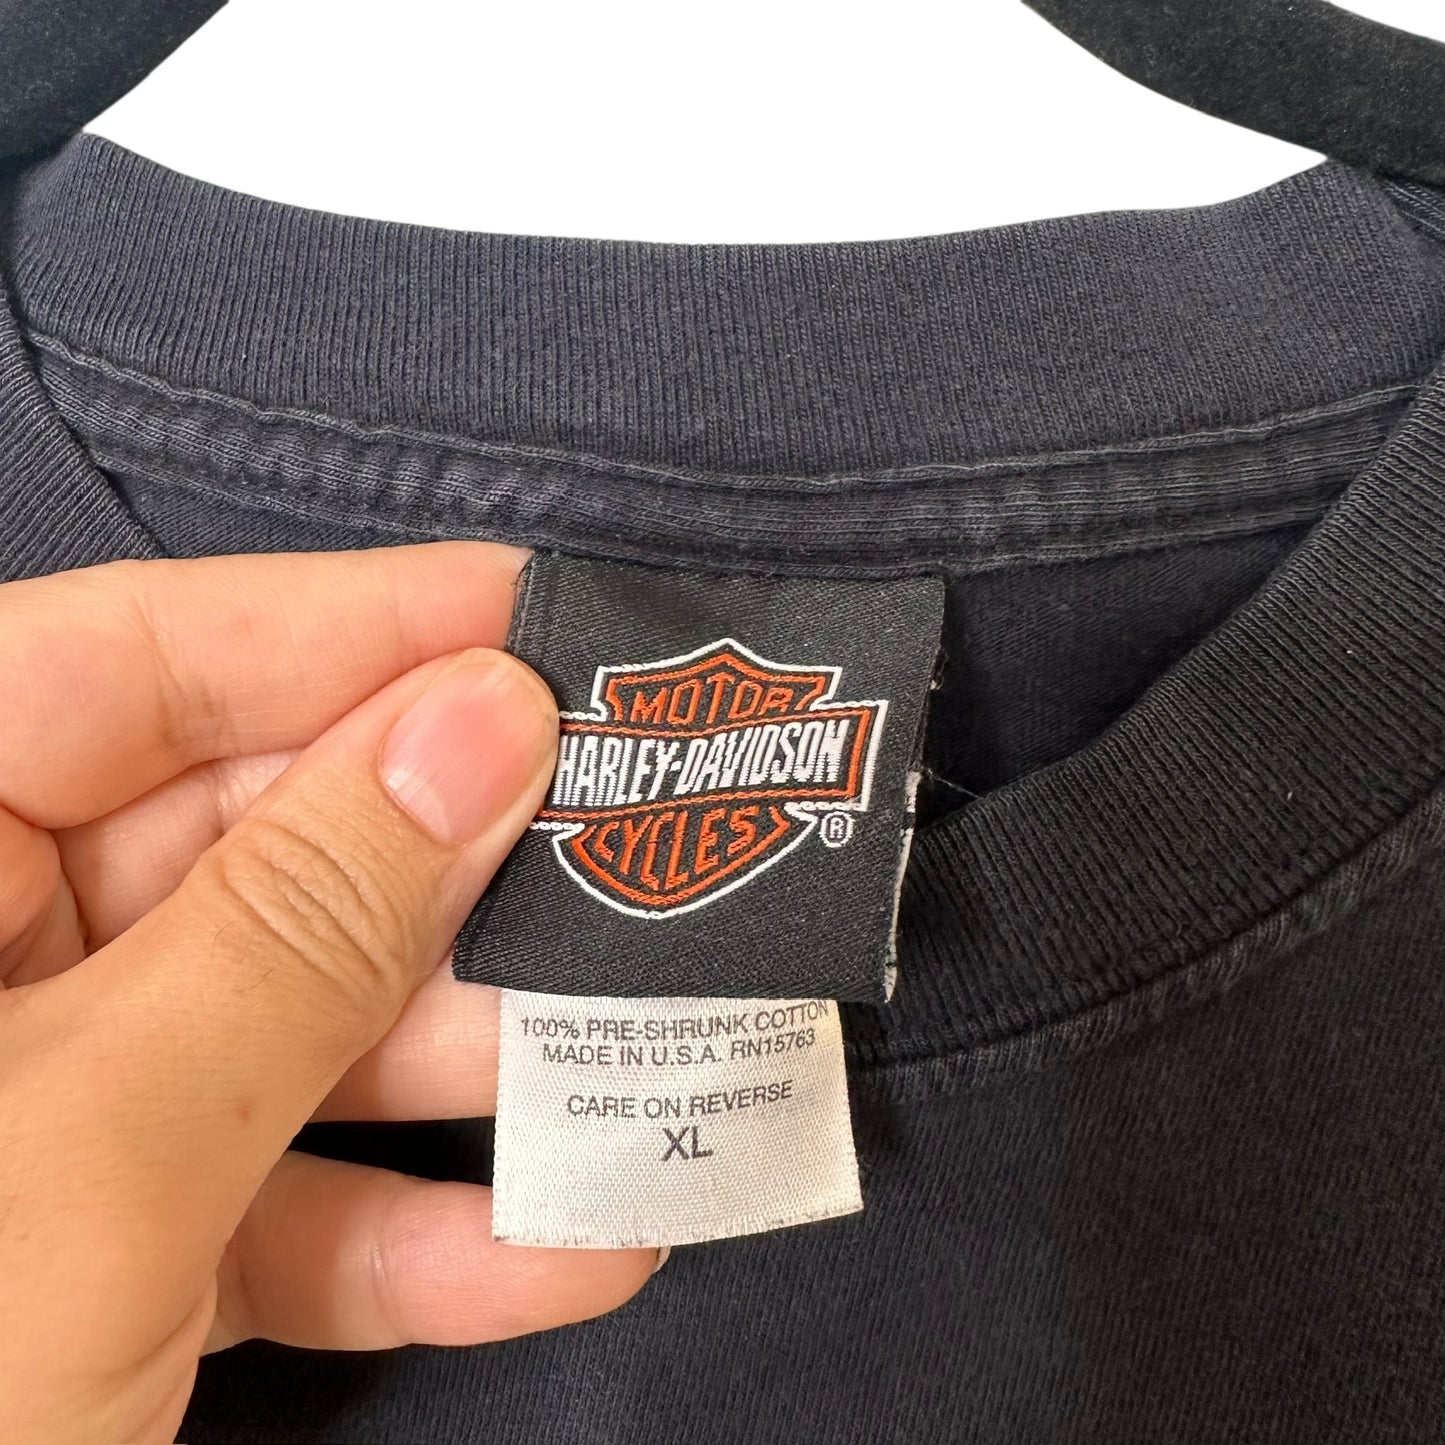 MOTOR
HARLEY-DAVIDSON
CYCLES
®
100% PRE-SHRUNK COTTON
MADE IN U.S.A. RN15763
CARE ON REVERSE
XL